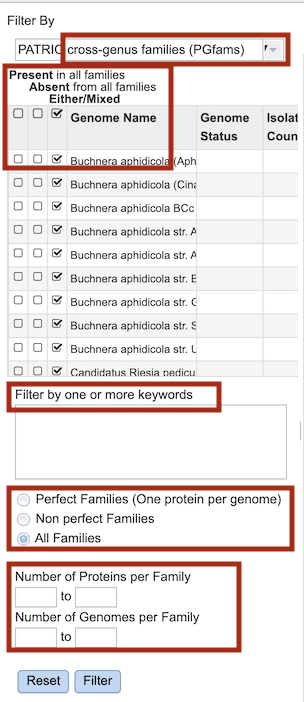 Filter By
PATRIC cross-genus families (PGfams)
Present in all families
Absent from all families
Either/Mixed
Genome Name
Genome Status
Isolat
Coun
Buchnera aphidicola (Aph
Buchnera aphidicola (Cina
Buchnera aphidicola BCc
Buchnera aphidicola str. A
Buchnera aphidicola str. A
Buchnera aphidicola str. B
Buchnera aphidicola str. G
Buchnera aphidicola str. S
Buchnera aphidicola str. U
Candidatus Riesia pedicu
Filter by one or more keywords
Perfect Families (One protein per genome)
Non perfect Families
All Families
Number of Proteins per Family
to
Number of Genomes per Family
to
Reset Filter